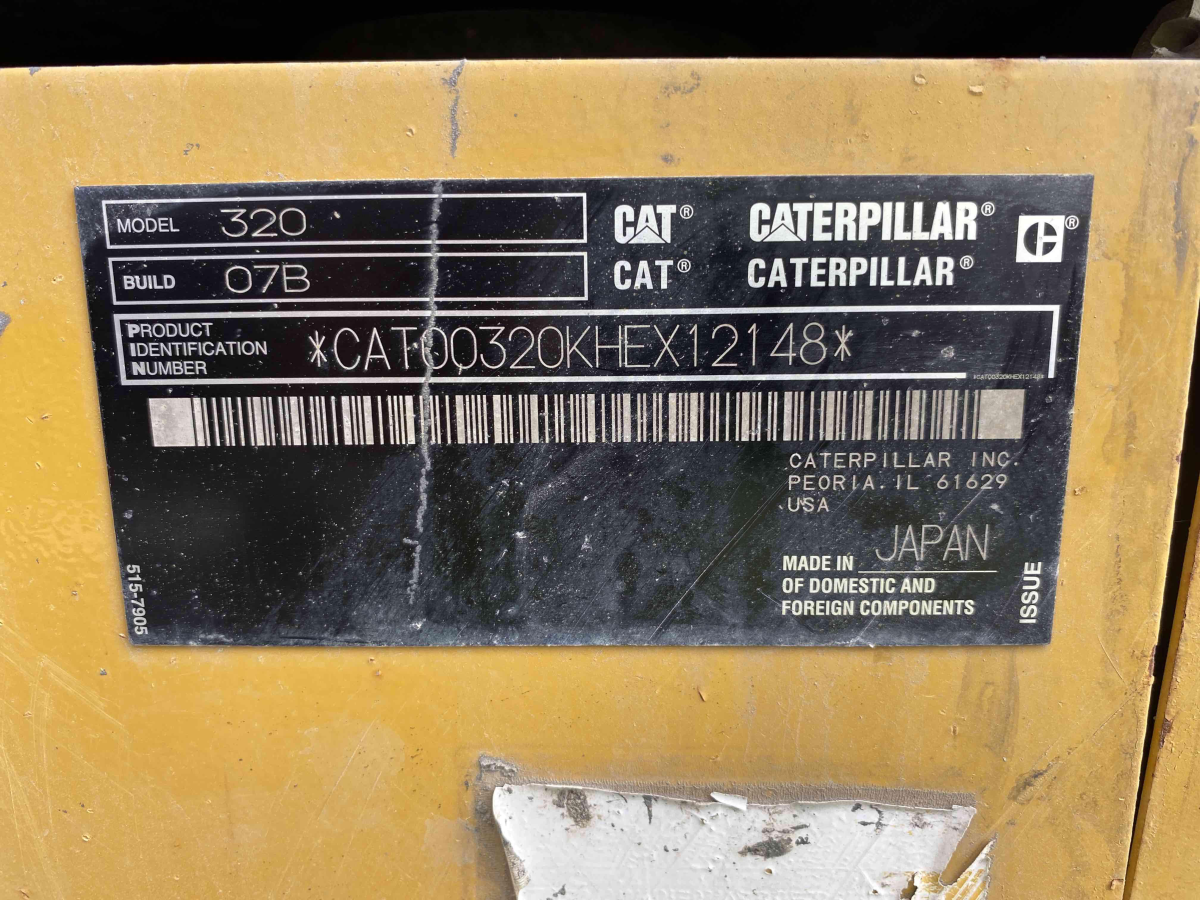 MODEL 320
CAT® CATERPILLAR® C®
BUILD 07B
CAT® CATERPILLAR®
PRODUCT
IDENTIFICATION
NUMBER
*CAT00320KHEX12148*
*CAT00320KHEX12148*
CATERPILLAR INC.
PEORIA. IL 61629
USA
MADE IN JAPAN
OF DOMESTIC AND
FOREIGN COMPONENTS
515-7905
ISSUE